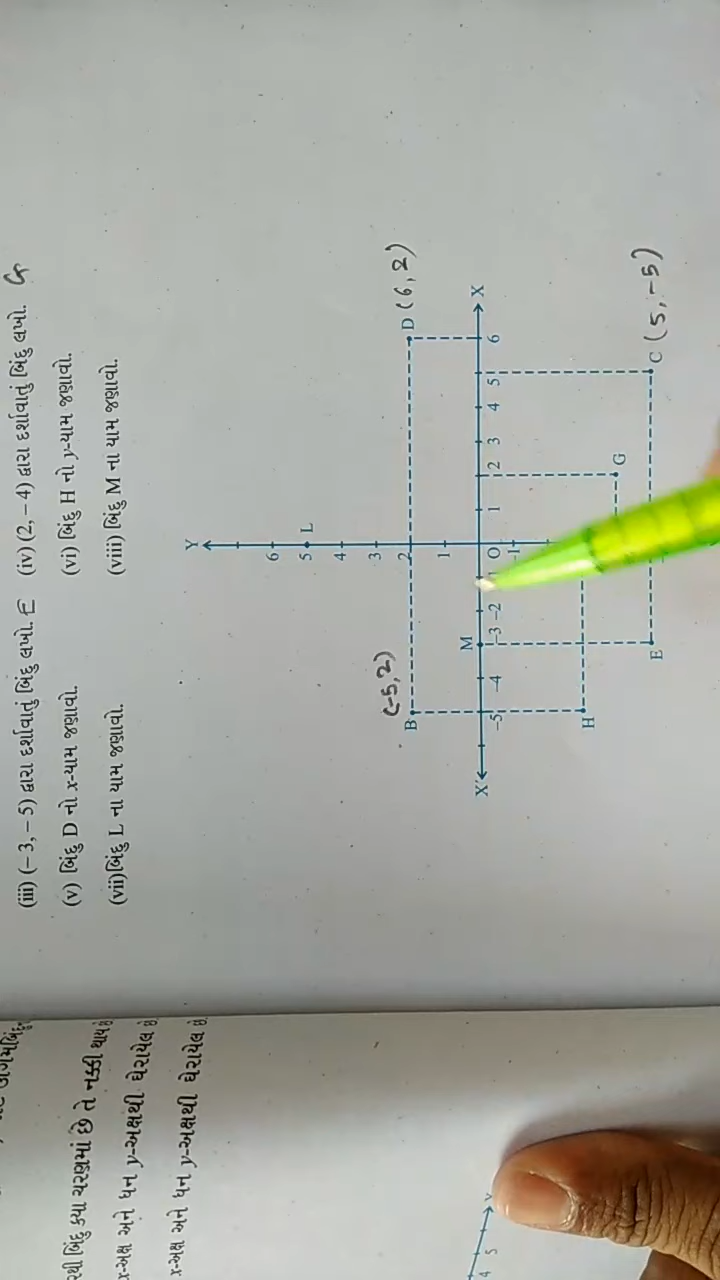 (iii) (– 3, – 5) દ્વારા દર્શાવાતું બિંદુ લખો. E (iv) (2, – 4) દ્વારા દર્શાવાતું બિંદુ લખો. G
(v) બિંદુ D નો x-યામ જણાવો. (vi) બિંદુ H નો y-યામ જણાવો.
(vii) બિંદુ L ના યામ જણાવો. (viii) બિંદુ M ના યામ જણાવો.
Y
6
5 L
4
3
(-5,2)
B 2 D (6, 2)
1
M
X' X
-5 -4 -3 -2 O 1 2 3 4 5 6
-1
H
G
E C (5, -5)
બિંદુ ક્યા ચરણમાં છે તે નક્કી થાય છે
x-અક્ષ અને ધન y-અક્ષથી ઘેરાયેલ છે
x-અક્ષ અને ધન y-અક્ષથી ઘેરાયેલ છે.
4 5